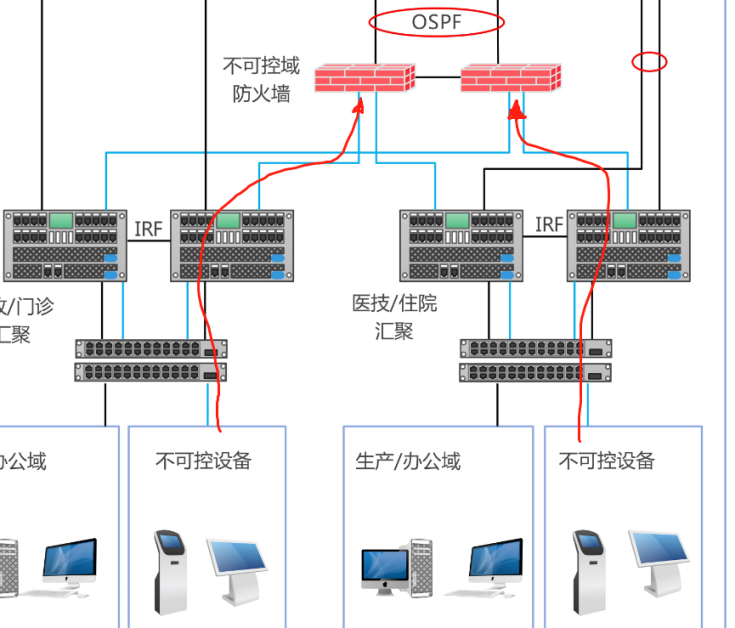 OSPF
不可控域
防火墙
IRF
IRF
/门诊
汇聚
医技/住院
汇聚
办公域
不可控设备
生产/办公域
不可控设备